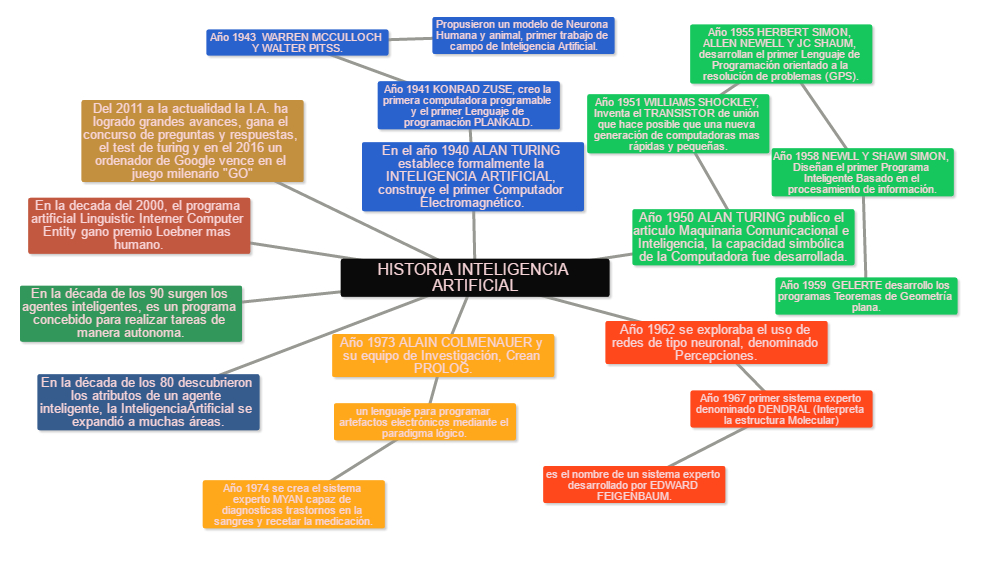 Año 1943  WARREN MCCULLOCH
Y WALTER PITSS.
Propusieron un modelo de Neurona
Humana y animal, primer trabajo de
campo de Inteligencia Artificial.
Año 1955 HERBERT SIMON,
ALLEN NEWELL Y JC SHAUM,
desarrollan el primer Lenguaje de
Programación orientado a la
resolución de problemas (GPS).
Año 1941 KONRAD ZUSE, creo la
primera computadora programable
y el primer Lenguaje de
programación PLANKALD.
Año 1951 WILLIAMS SHOCKLEY,
Inventa el TRANSISTOR de unión
que hace posible que una nueva
generación de computadoras mas
rápidas y pequeñas.
Del 2011 a la actualidad la I.A. ha
logrado grandes avances, gana el
concurso de preguntas y respuestas,
el test de turing y en el 2016 un
ordenador de Google vence en el
juego milenario "GO"
En el año 1940 ALAN TURING
establece formalmente la
INTELIGENCIA ARTIFICIAL,
construye el primer Computador
Electromagnético.
Año 1958 NEWLL Y SHAWI SIMON,
Diseñan el primer Programa
Inteligente Basado en el
procesamiento de información.
En la decada del 2000, el programa
artificial Linguistic Interner Computer
Entity gano premio Loebner mas
humano.
Año 1950 ALAN TURING publico el
articulo Maquinaria Comunicacional e
Inteligencia, la capacidad simbólica
de la Computadora fue desarrollada.
HISTORIA INTELIGENCIA
ARTIFICIAL
Año 1959  GELERTE desarrollo los
programas Teoremas de Geometría
plana.
En la década de los 90 surgen los
agentes inteligentes, es un programa
concebido para realizar tareas de
manera autonoma.
Año 1973 ALAIN COLMENAUER y
su equipo de Investigación, Crean
PROLOG.
Año 1962 se exploraba el uso de
redes de tipo neuronal, denominado
Percepciones.
En la década de los 80 descubrieron
los atributos de un agente
inteligente, la InteligenciaArtificial se
expandió a muchas áreas.
un lenguaje para programar
artefactos electrónicos mediante el
paradigma lógico.
Año 1967 primer sistema experto
denominado DENDRAL (Interpreta
la estructura Molecular)
Año 1974 se crea el sistema
experto MYAN capaz de
diagnosticas trastornos en la
sangres y recetar la medicación.
es el nombre de un sistema experto
desarrollado por EDWARD
FEIGENBAUM.